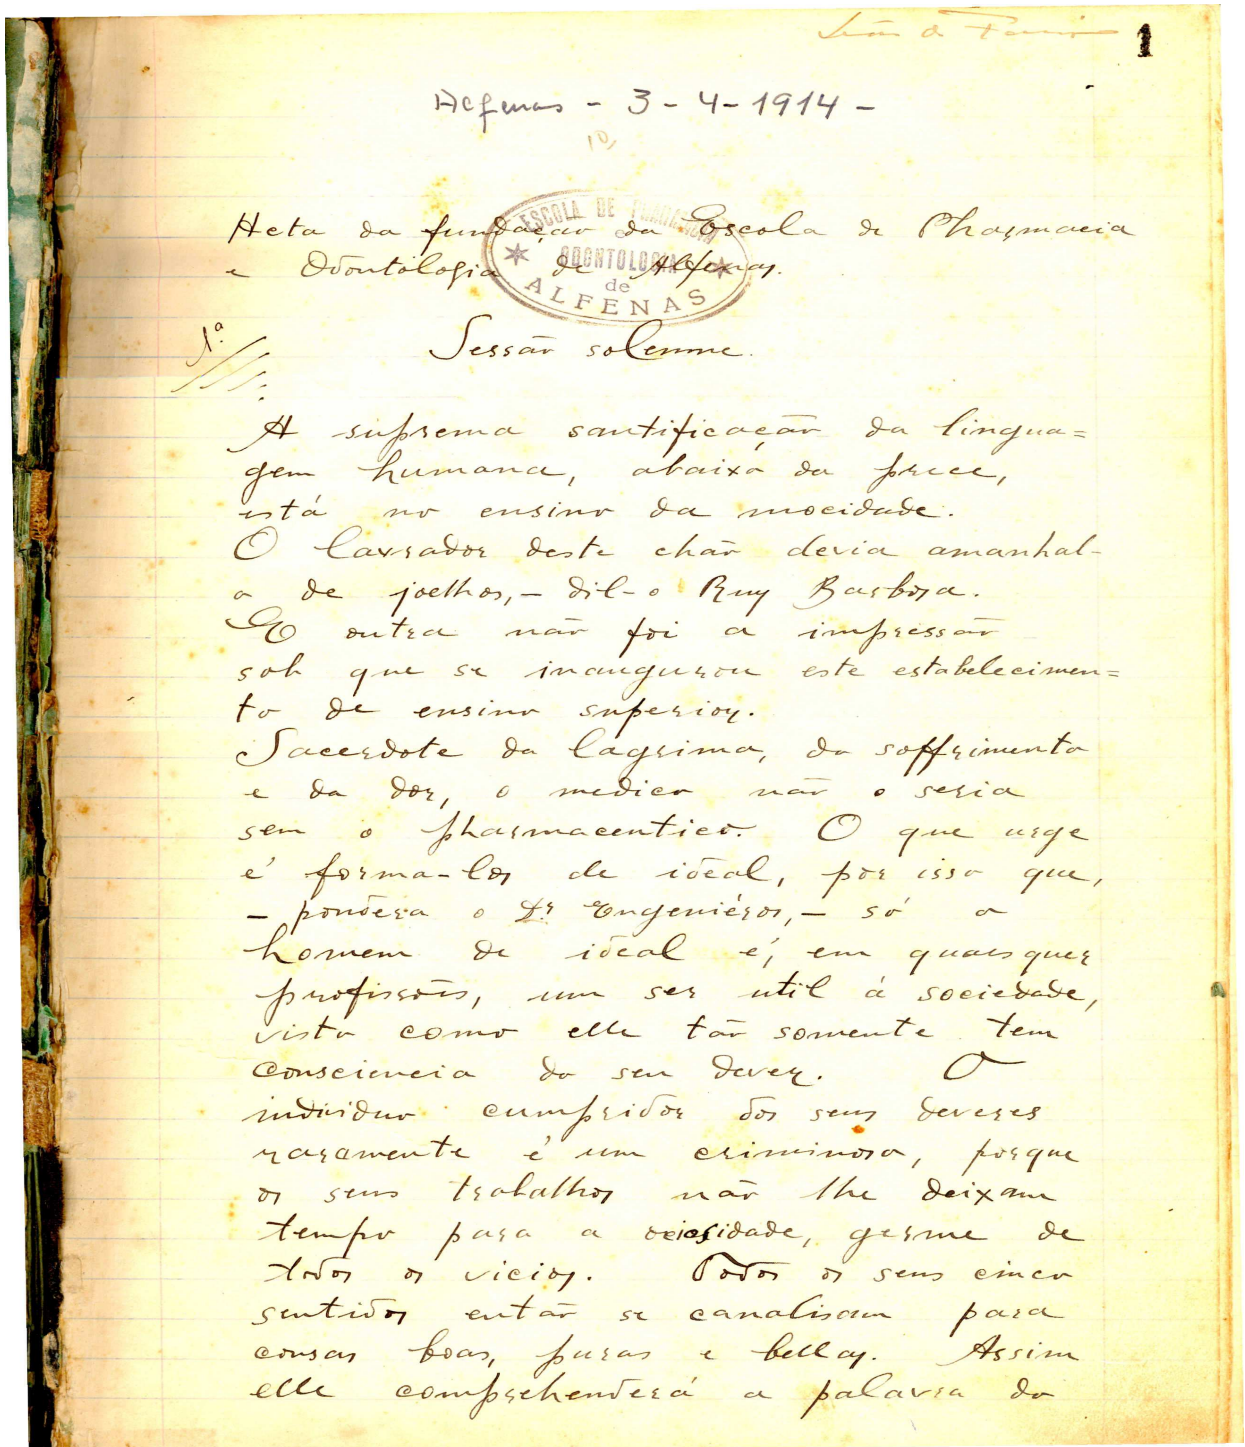 1
Alfenas - 3 - 4 - 1914 -
ESCOLA DE PHARMACIA
E
ODONTOLOGIA
de
ALFENAS
Acta da fundação da Escola de Pharmacia
e Odontologia de Alfenas.
1ª
Sessão solemne.
A suprema santificação da lingua=
gem humana, abaixo da prece,
está no ensino da mocidade.
O lavrador deste chão devia amanhal-
o de joelhos, - dil-o Ruy Barbosa.
E outra não foi a impressão
sob que se inaugurou este estabelecimen=
to de ensino superior.
Sacerdote da lagrima, do soffrimento
e da dor, o medico não o seria
sem o pharmaceutico. O que urge
é forma-los de ideal, por isso que,
- pondera o Dr Engeniéros, - só o
homem de ideal é, em quaesquer
profissões, um ser util á sociedade,
visto como elle tão somente tem
consciencia do seu dever. O
individuo cumpridor dos seus deveres
raramente é um criminoso, porque
os seus trabalhos não lhe deixam
tempo para a ociosidade, germe de
todos os vicios. Todos os seus cinco
sentidos então se canalisam para
cousas boas, puras e bellas. Assim
elle comprehenderá a palavra do